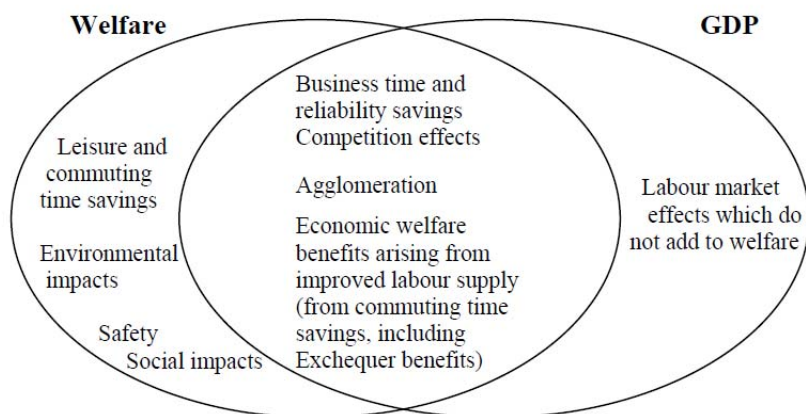 Welfare
GDP
Business time and
reliability savings
Competition effects
Leisure and
commuting
time savings
Agglomeration
Labour market
effects which do
not add to welfare
Economic welfare
benefits arising from
improved labour supply
(from commuting time
savings, including
Exchequer benefits)
Environmental
impacts
Safety
Social impacts